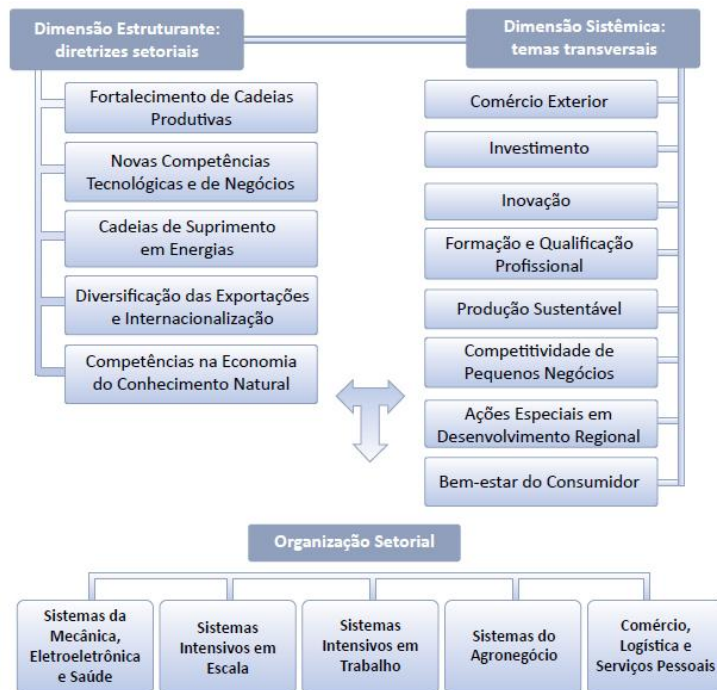 Dimensão Estruturante:
diretrizes setoriais
Fortalecimento de Cadeias
Produtivas
Novas Competências
Tecnológicas e de Negócios
Cadeias de Suprimento
em Energias
Diversificação das Exportações
e Internacionalização
Competências na Economia
do Conhecimento Natural
Dimensão Sistêmica:
temas transversais
Comércio Exterior
Investimento
Inovação
Formação e Qualificação
Profissional
Produção Sustentável
Competitividade de
Pequenos Negócios
Ações Especiais em
Desenvolvimento Regional
Bem-estar do Consumidor
Organização Setorial
Sistemas da
Mecânica,
Eletroeletrônica
e Saúde
Sistemas
Intensivos em
Escala
Sistemas
Intensivos em
Trabalho
Sistemas do
Agronegócio
Comércio,
Logística e
Serviços Pessoais